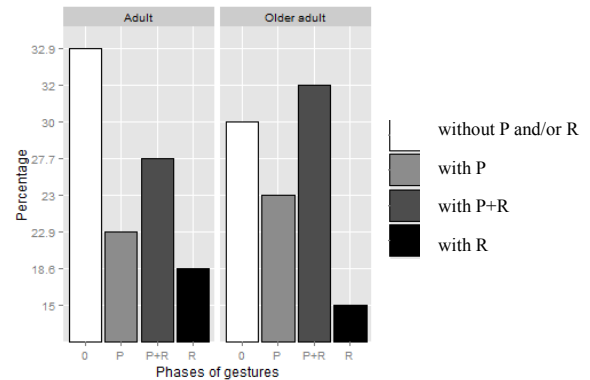 Adult
Older adult
Percentage
32.9
32
30
27.7
23
22.9
18.6
15
0 P P+R R
0 P P+R R
Phases of gestures
without P and/or R
with P
with P+R
with R